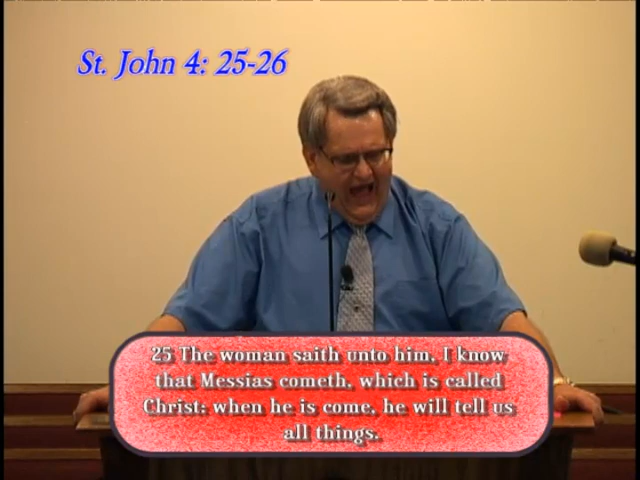 St. John 4: 25-26
25 The woman saith unto him, I know
that Messias cometh, which is called
Christ: when he is come, he will tell us
all things.